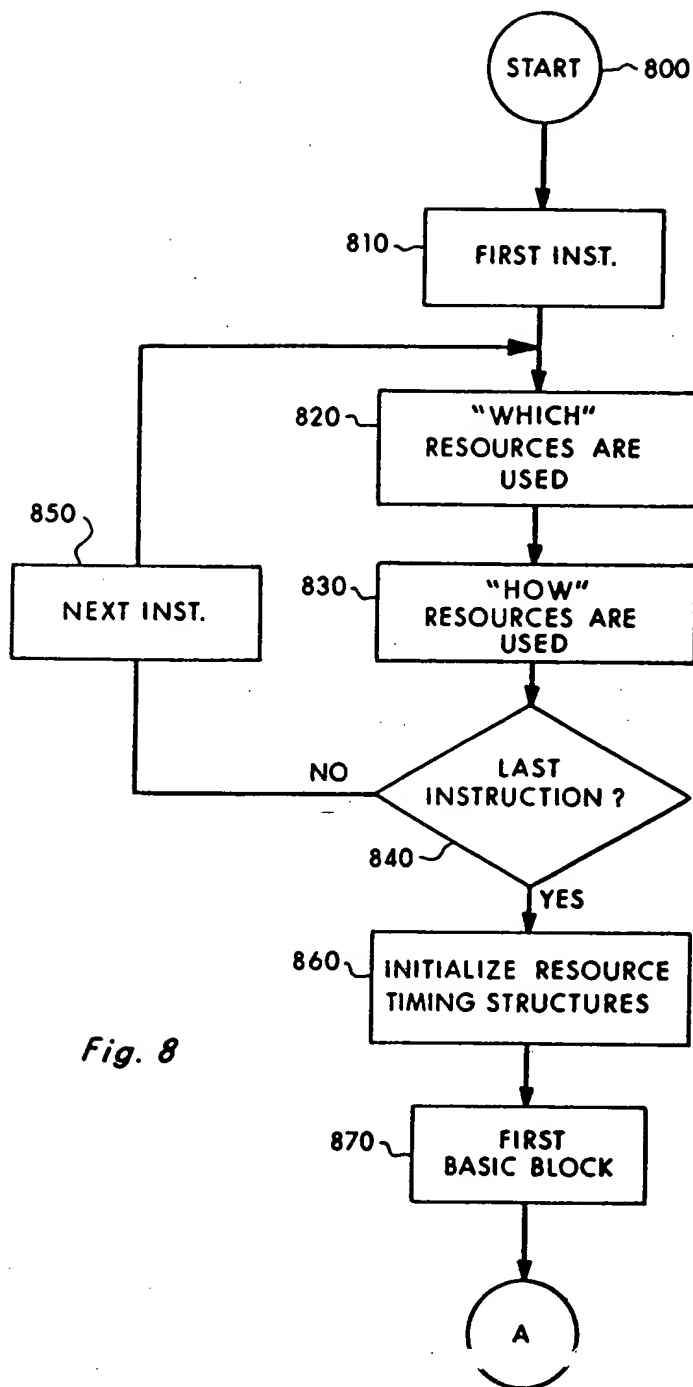 START
800
810
FIRST INST.
820
"WHICH"
RESOURCES ARE
USED
850
NEXT INST.
830
"HOW"
RESOURCES ARE
USED
NO
LAST
INSTRUCTION ?
840
YES
860
INITIALIZE RESOURCE
TIMING STRUCTURES
Fig. 8
870
FIRST
BASIC BLOCK
A